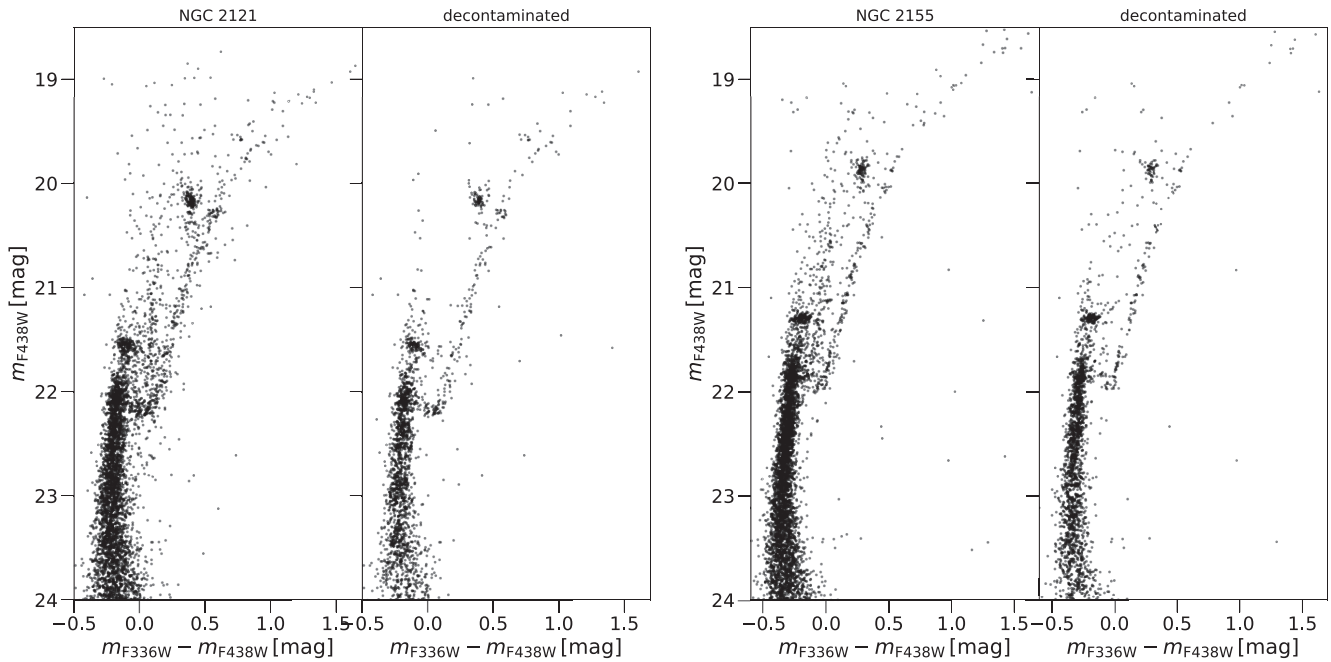 NGC 2121
decontaminated
NGC 2155
decontaminated
19
20
21
22
23
24
m_F438W [mag]
−0.5 0.0 0.5 1.0 1.5
−0.5 0.0 0.5 1.0 1.5
m_F336W − m_F438W [mag]
m_F336W − m_F438W [mag]
19
20
21
22
23
24
m_F438W [mag]
−0.5 0.0 0.5 1.0 1.5
−0.5 0.0 0.5 1.0 1.5
m_F336W − m_F438W [mag]
m_F336W − m_F438W [mag]